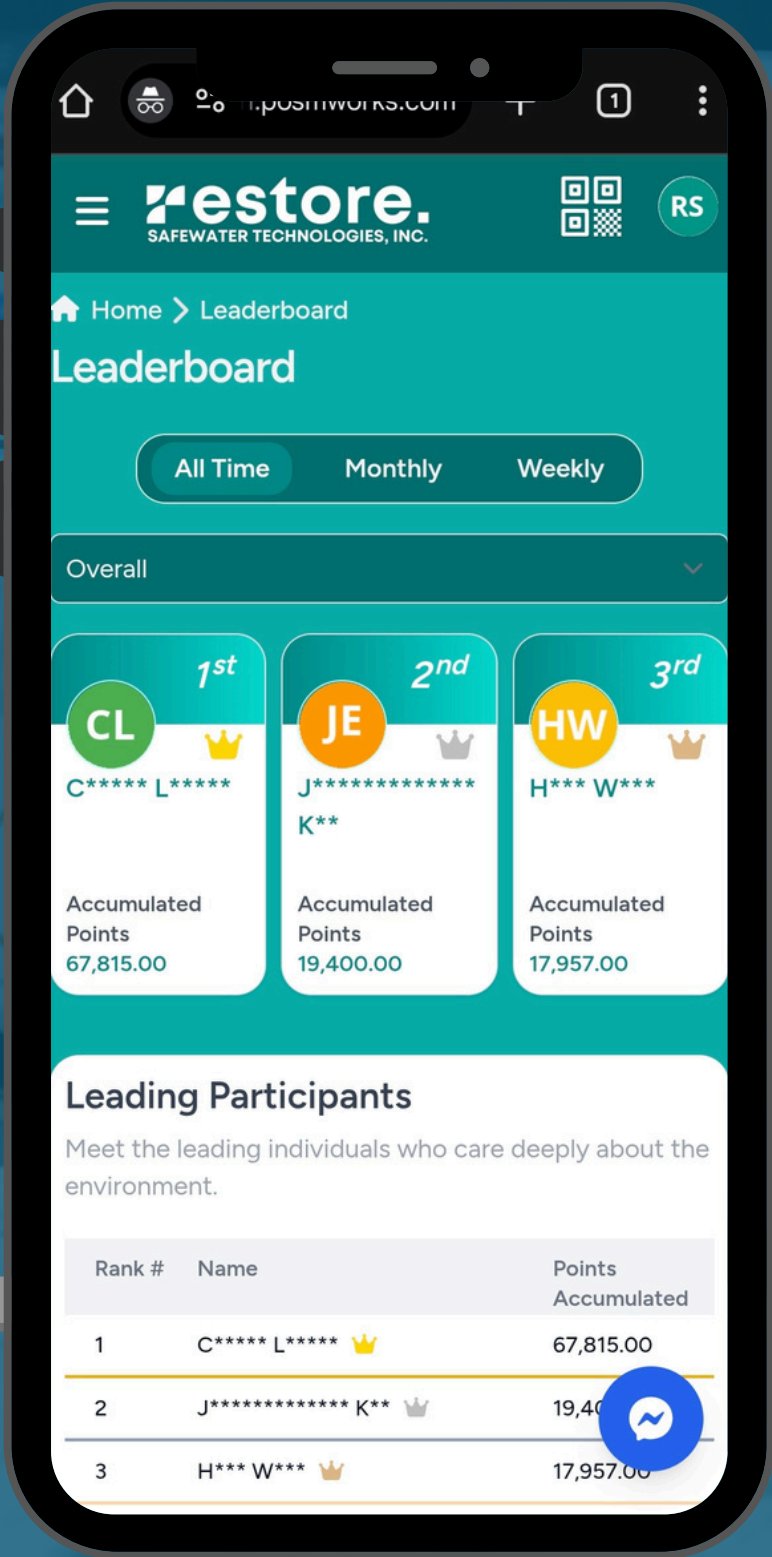 1
restore.
SAFEWATER TECHNOLOGIES, INC.
RS
Home > Leaderboard
Leaderboard
All Time Monthly Weekly
Overall
1st
CL
C***** L*****
Accumulated
Points
67,815.00
2nd
JE
J*************
K**
Accumulated
Points
19,400.00
3rd
HW
H*** W***
Accumulated
Points
17,957.00
Leading Participants
Meet the leading individuals who care deeply about the
environment.
Rank # Name Points
Accumulated
1 C***** L***** 67,815.00
2 J************* K** 19,40
3 H*** W*** 17,957.00